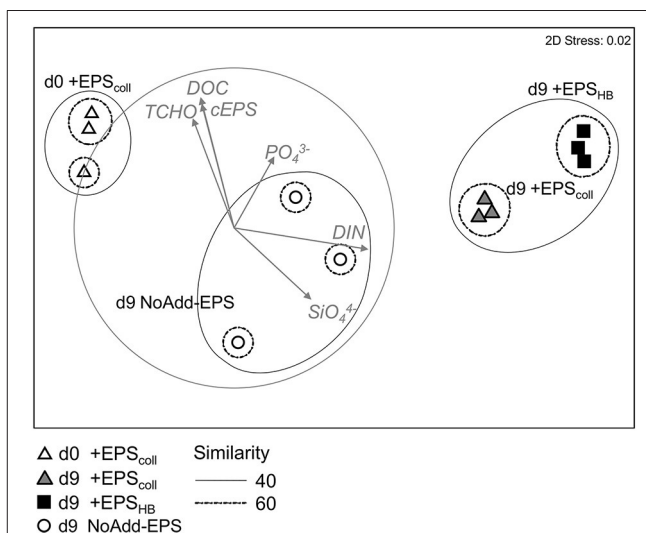 2D Stress: 0.02
d0 +EPScoll
d9 +EPSHB
DOC
TCHO cEPS
PO43-
d9 +EPScoll
DIN
d9 NoAdd-EPS
SiO44-
d0 +EPScoll
d9 +EPScoll
d9 +EPSHB
d9 NoAdd-EPS
Similarity
40
60